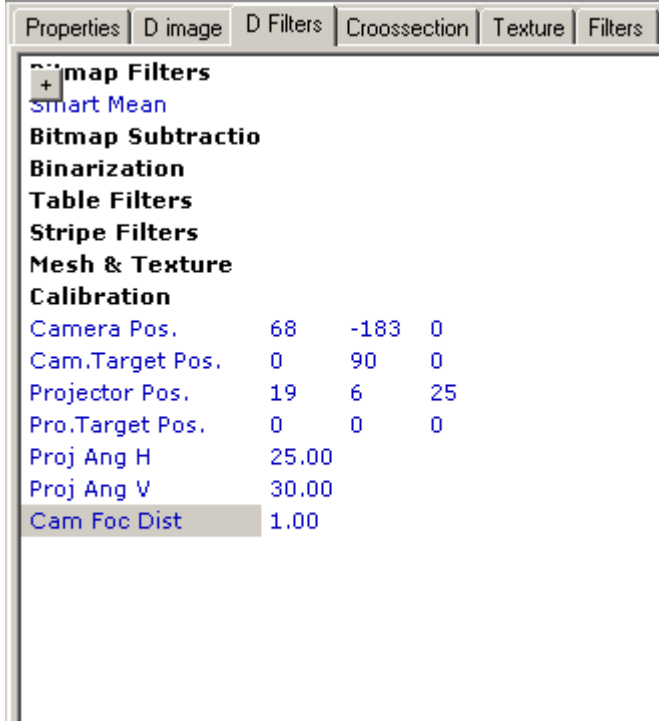 Properties D image D Filters Croossection Texture Filters
Bitmap Filters
+
Smart Mean
Bitmap Subtractio
Binarization
Table Filters
Stripe Filters
Mesh & Texture
Calibration
Camera Pos. 68 -183 0
Cam.Target Pos. 0 90 0
Projector Pos. 19 6 25
Pro.Target Pos. 0 0 0
Proj Ang H 25.00
Proj Ang V 30.00
Cam Foc Dist 1.00